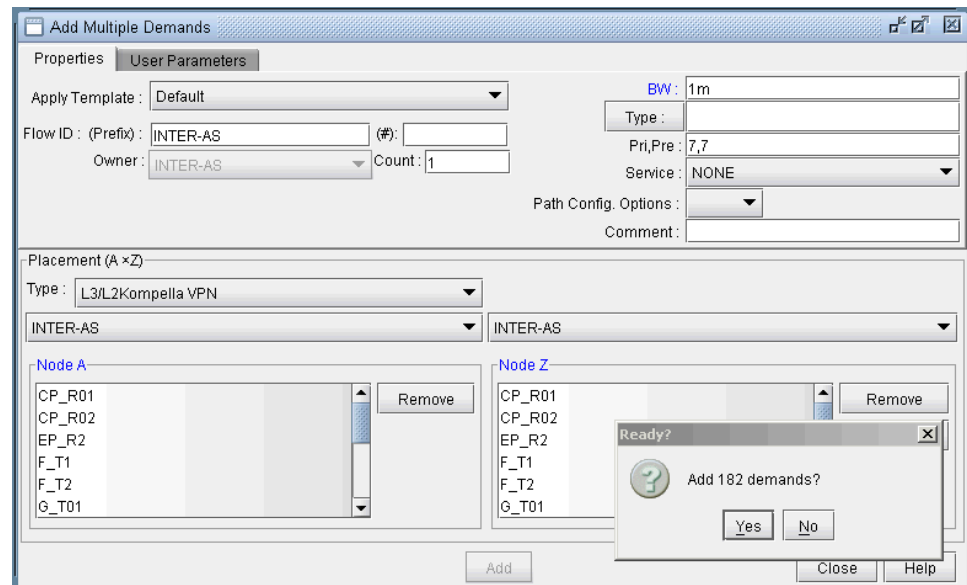 Add Multiple Demands
Properties User Parameters
Apply Template : Default
BW : 1m
Type :
Flow ID : (Prefix) : INTER-AS (#):
Pri,Pre : 7,7
Owner : INTER-AS Count : 1
Service : NONE
Path Config. Options :
Comment :
Placement (A ×Z)
Type : L3/L2Kompella VPN
INTER-AS INTER-AS
Node A
CP_R01
CP_R02
EP_R2
F_T1
F_T2
G_T01
Remove
Node Z
CP_R01
CP_R02
EP_R2
F_T1
F_T2
G_T01
Remove
Ready?
Add 182 demands?
Yes No
Add Close Help